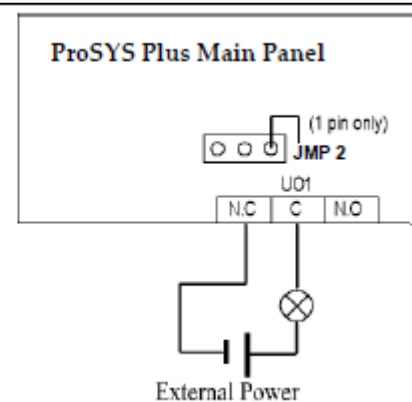 ProSYS Plus Main Panel
(1 pin only)
JMP 2
UO1
N.C C N.O
External Power